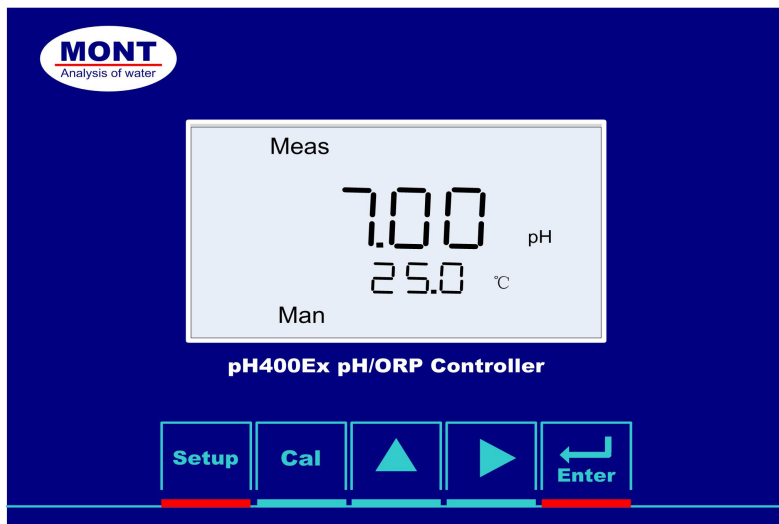 MONT
Analysis of water
Meas
7.00 pH
25.0 ℃
Man
pH400Ex pH/ORP Controller
Setup Cal Enter